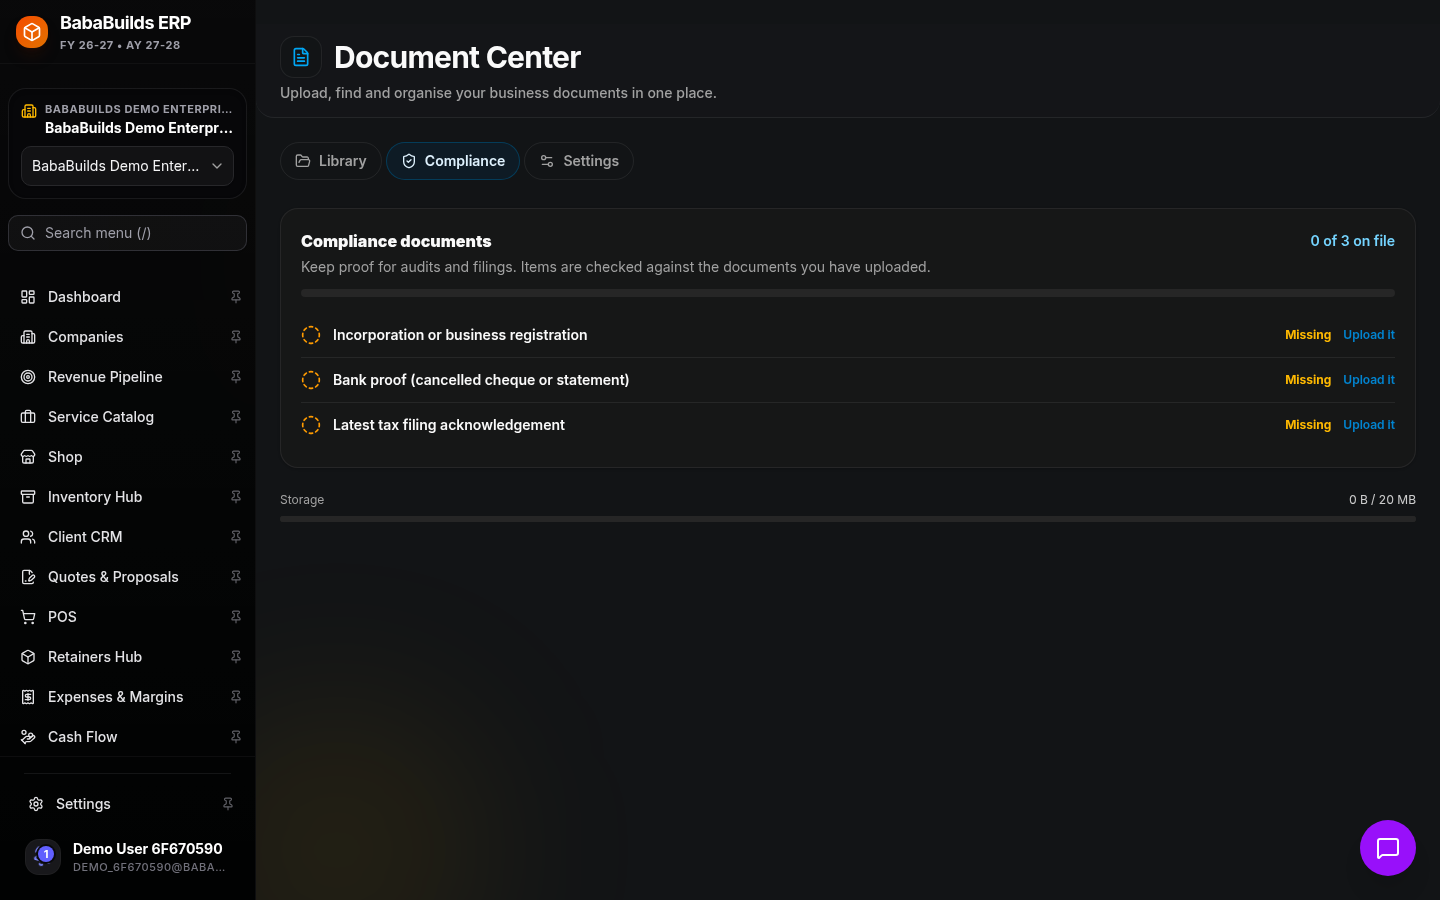 BabaBuilds ERP
FY 26-27 • AY 27-28
BABABUILDS DEMO ENTERPRI...
BabaBuilds Demo Enterpr...
BabaBuilds Demo Enter...
Search menu (/)
Dashboard
Companies
Revenue Pipeline
Service Catalog
Shop
Inventory Hub
Client CRM
Quotes & Proposals
POS
Retainers Hub
Expenses & Margins
Cash Flow
Settings
1
Demo User 6F670590
DEMO_6F670590@BABA...
Document Center
Upload, find and organise your business documents in one place.
Library
Compliance
Settings
Compliance documents
0 of 3 on file
Keep proof for audits and filings. Items are checked against the documents you have uploaded.
Incorporation or business registration
Missing
Upload it
Bank proof (cancelled cheque or statement)
Missing
Upload it
Latest tax filing acknowledgement
Missing
Upload it
Storage
0 B / 20 MB